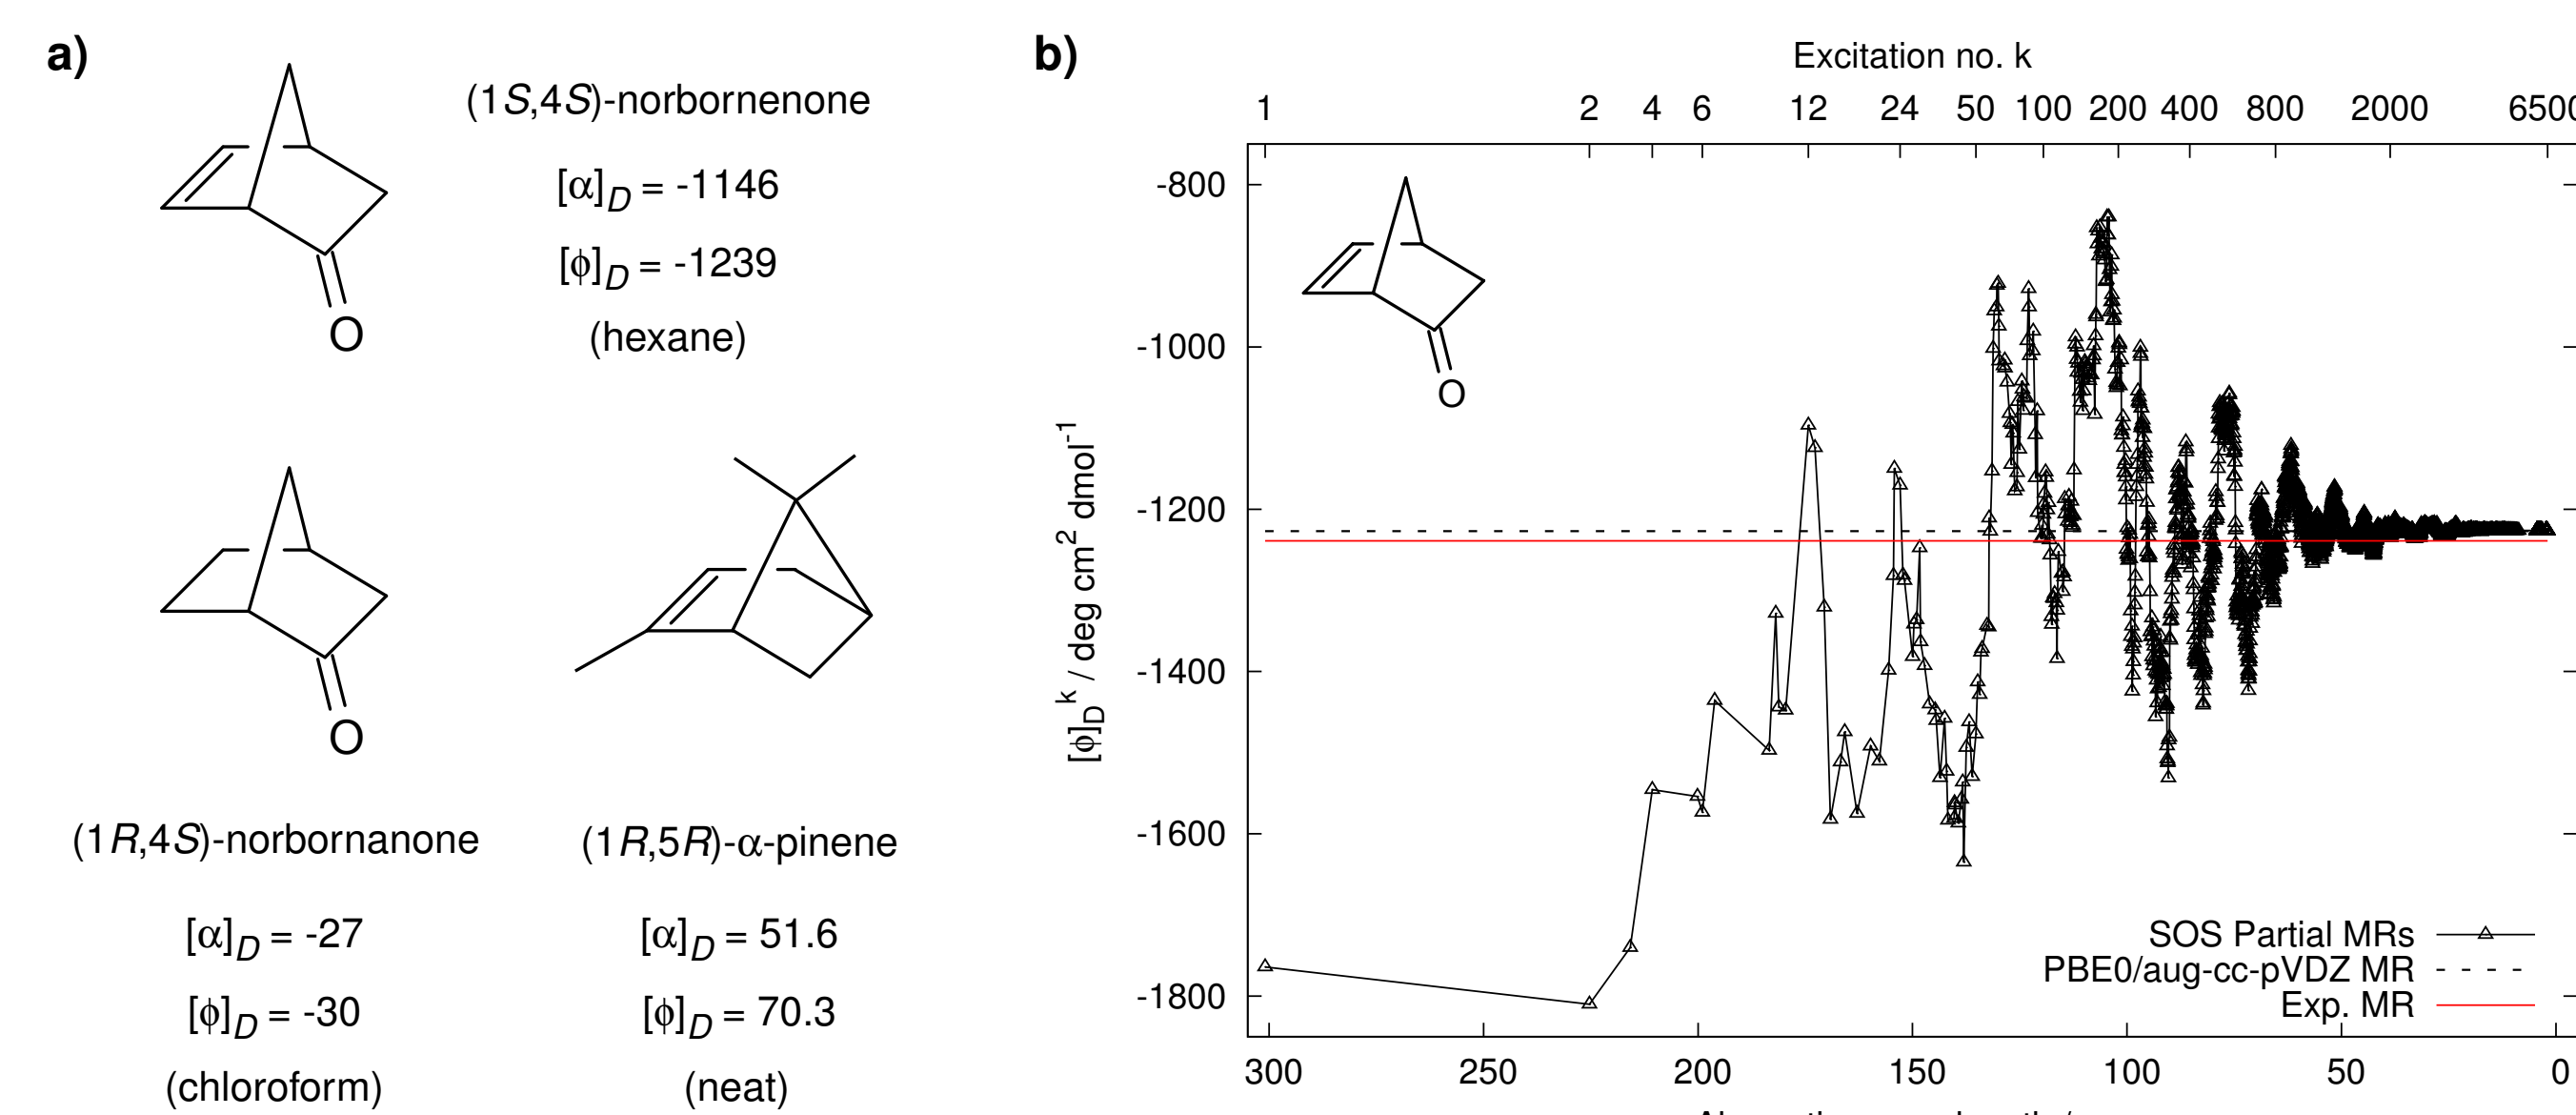 a)
(1S,4S)-norbornenone
[α]D = -1146
[ϕ]D = -1239
(hexane)
O
O
(1R,4S)-norbornanone
[α]D = -27
[ϕ]D = -30
(chloroform)
(1R,5R)-α-pinene
[α]D = 51.6
[ϕ]D = 70.3
(neat)
b)
Excitation no. k
1 2 4 6 12 24 50 100 200 400 800 2000 6500
[ϕ]D^k / deg cm² dmol⁻¹
-800
-1000
-1200
-1400
-1600
-1800
O
SOS Partial MRs
PBE0/aug-cc-pVDZ MR
Exp. MR
300 250 200 150 100 50 0